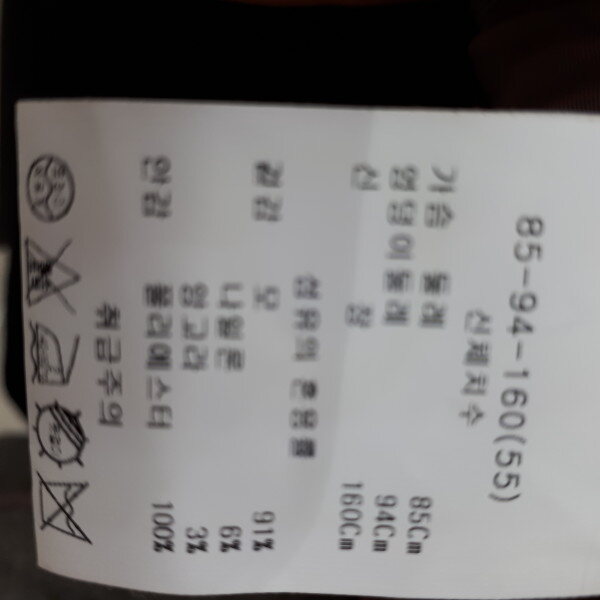 85-94-160(55)
신체치수
가슴 둘레 85Cm
엉덩이둘레 94Cm
신 장 160Cm
섬유의 혼용률
겉감 모 91%
나일론 6%
앙고라 3%
안감 폴리에스터 100%
취급주의